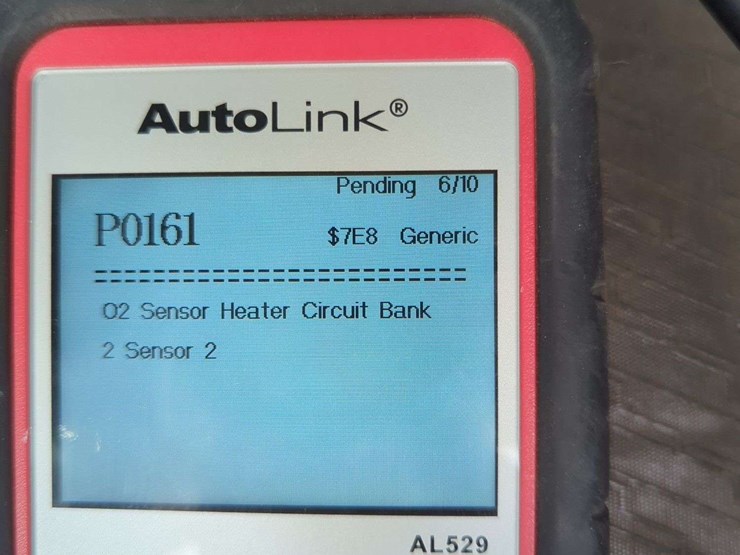 AutoLink®
Pending 6/10
P0161
$7E8 Generic
============================
O2 Sensor Heater Circuit Bank
2 Sensor 2
AL529